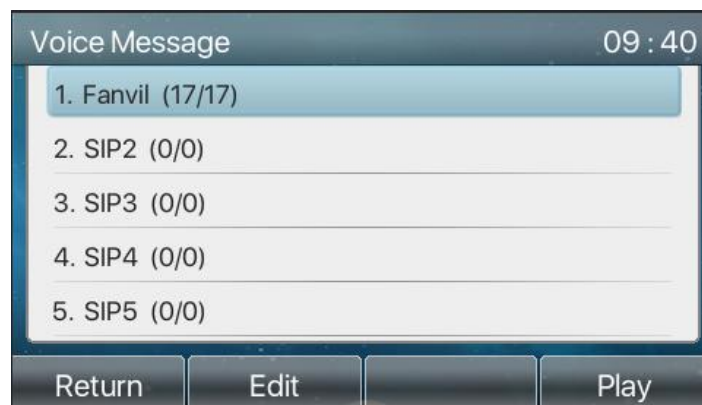 Voice Message 09 : 40
1. Fanvil (17/17)
2. SIP2 (0/0)
3. SIP3 (0/0)
4. SIP4 (0/0)
5. SIP5 (0/0)
Return Edit Play